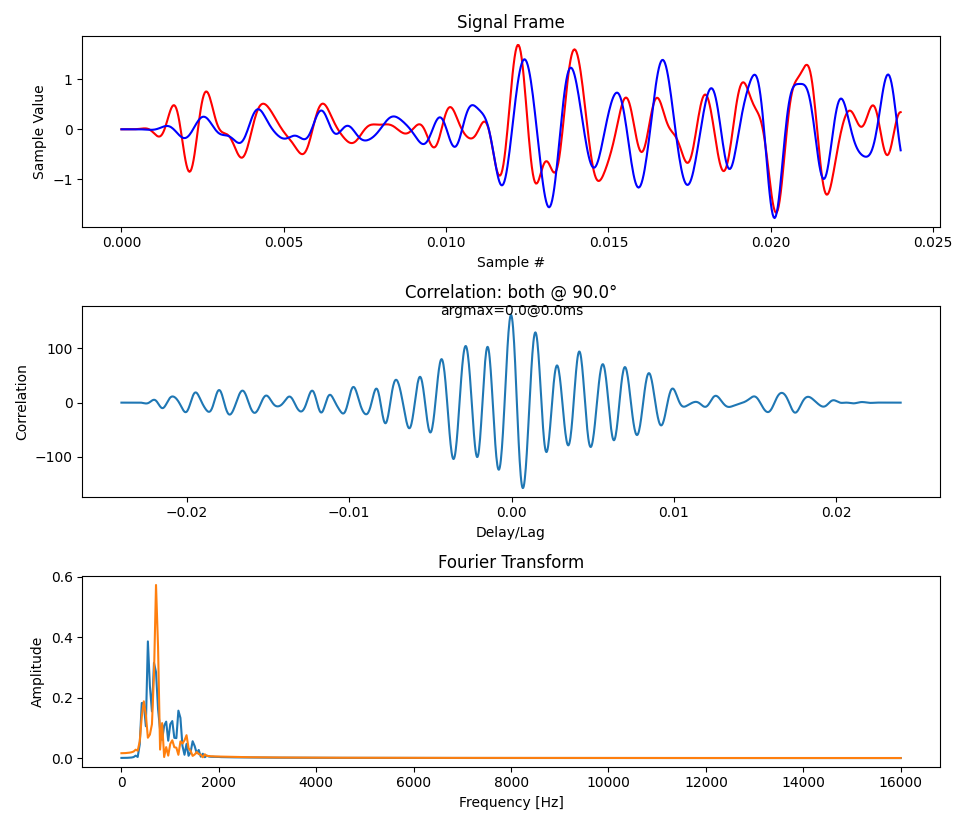 Signal Frame
1
0
−1
Sample Value
0.000 0.005 0.010 0.015 0.020 0.025
Sample #
Correlation: both @ 90.0°
argmax=0.0@0.0ms
100
0
−100
Correlation
−0.02 −0.01 0.00 0.01 0.02
Delay/Lag
Fourier Transform
0.6
0.4
0.2
0.0
Amplitude
0 2000 4000 6000 8000 10000 12000 14000 16000
Frequency [Hz]